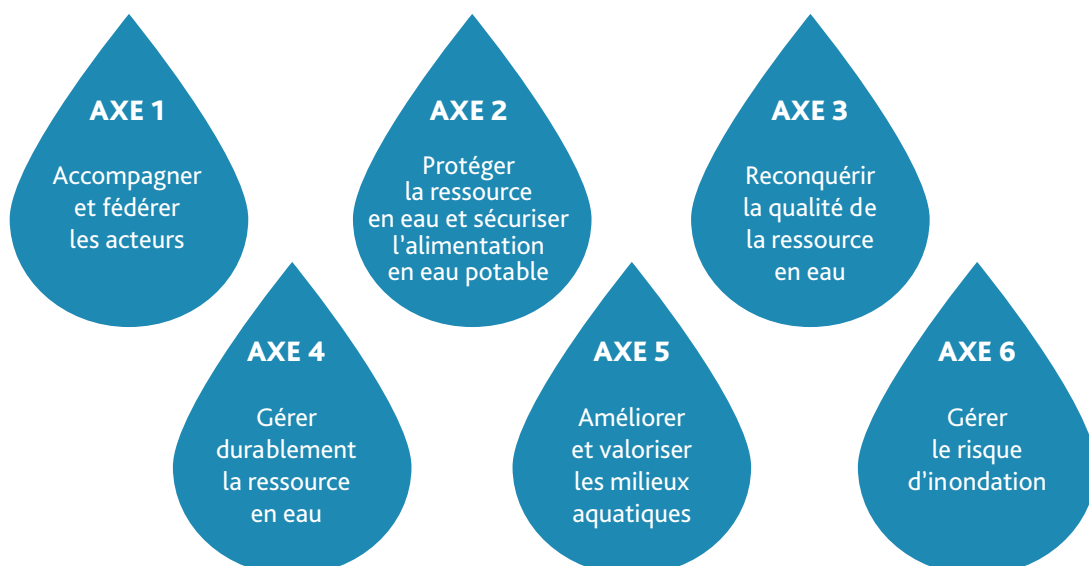 AXE 1
Accompagner
et fédérer
les acteurs
AXE 2
Protéger
la ressource
en eau et sécuriser
l’alimentation
en eau potable
AXE 3
Reconquérir
la qualité de
la ressource
en eau
AXE 4
Gérer
durablement
la ressource
en eau
AXE 5
Améliorer
et valoriser
les milieux
aquatiques
AXE 6
Gérer
le risque
d’inondation